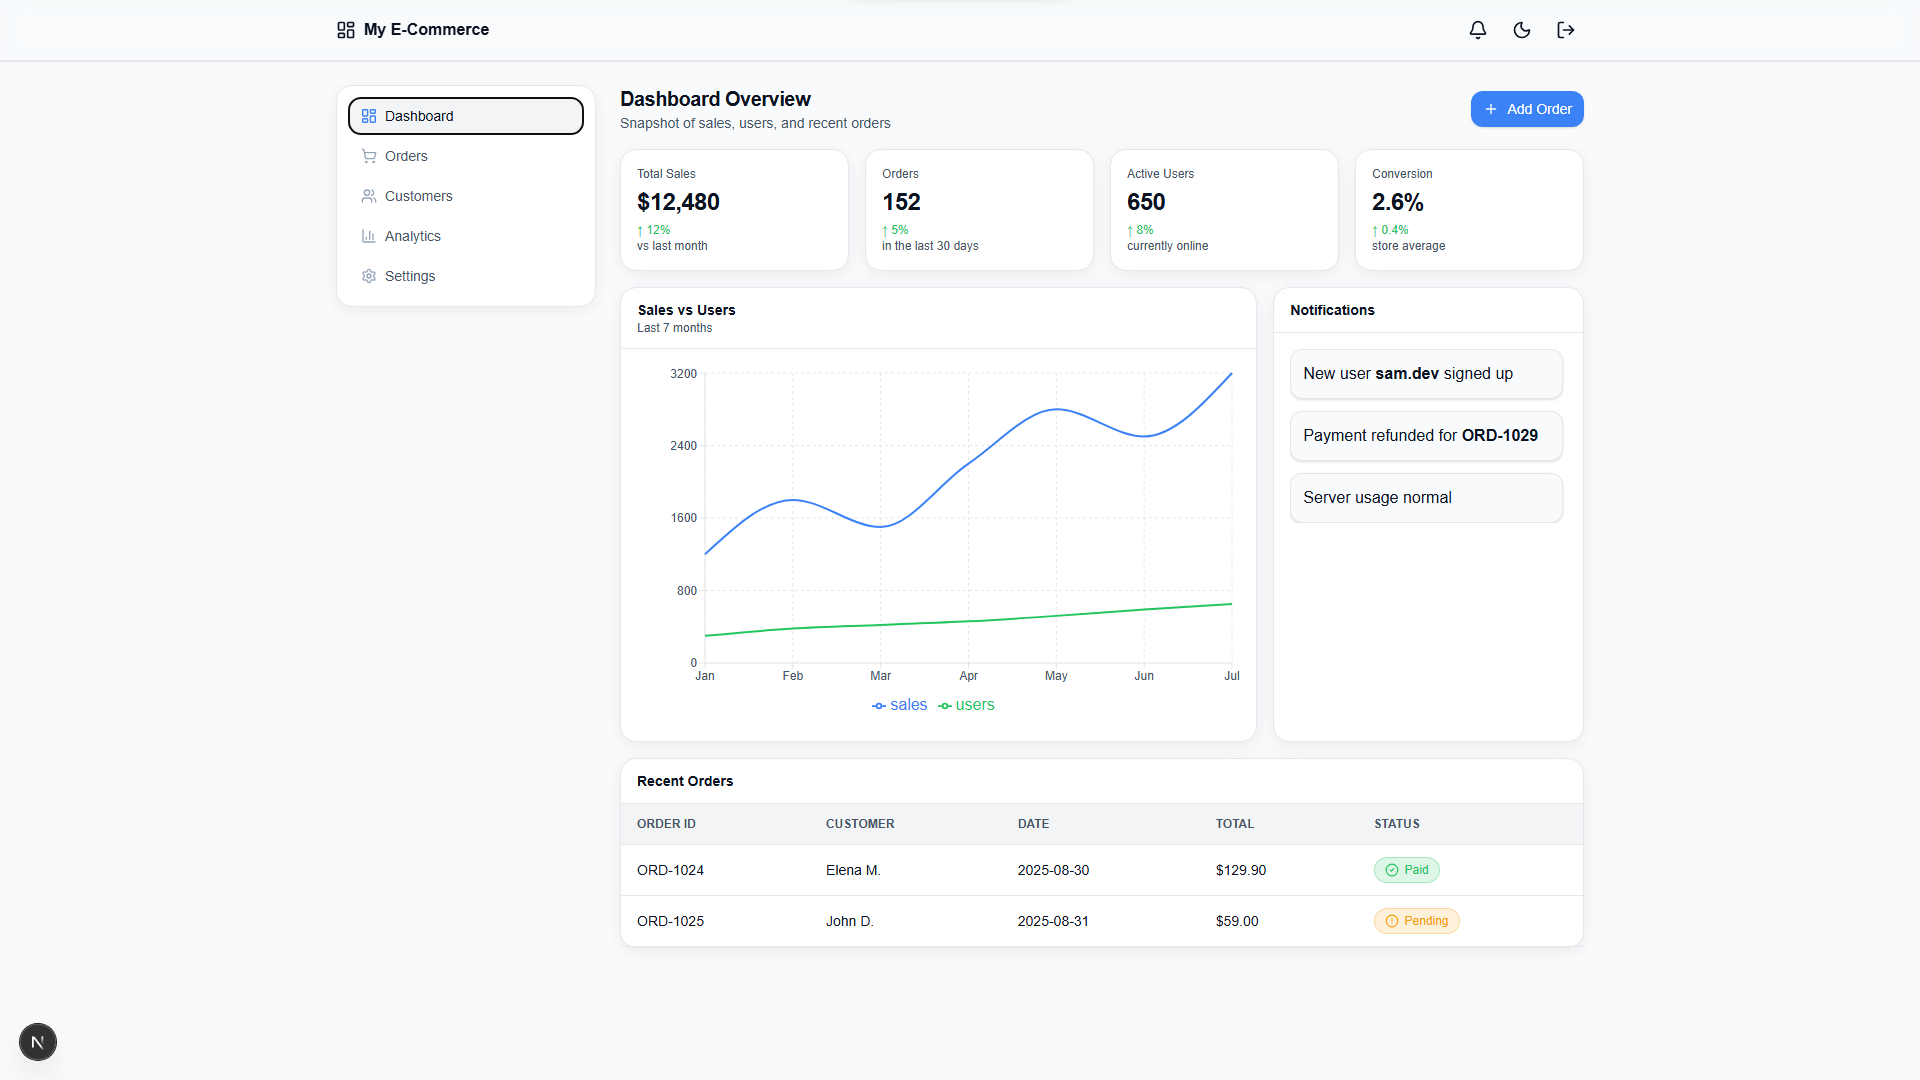 My E-Commerce
Dashboard
Orders
Customers
Analytics
Settings
Dashboard Overview
Snapshot of sales, users, and recent orders
Add Order
Total Sales
$12,480
↑ 12%
vs last month
Orders
152
↑ 5%
in the last 30 days
Active Users
650
↑ 8%
currently online
Conversion
2.6%
↑ 0.4%
store average
Sales vs Users
Last 7 months
3200
2400
1600
800
0
Jan Feb Mar Apr May Jun Jul
sales users
Notifications
New user sam.dev signed up
Payment refunded for ORD-1029
Server usage normal
Recent Orders
ORDER ID CUSTOMER DATE TOTAL STATUS
ORD-1024 Elena M. 2025-08-30 $129.90 Paid
ORD-1025 John D. 2025-08-31 $59.00 Pending
N